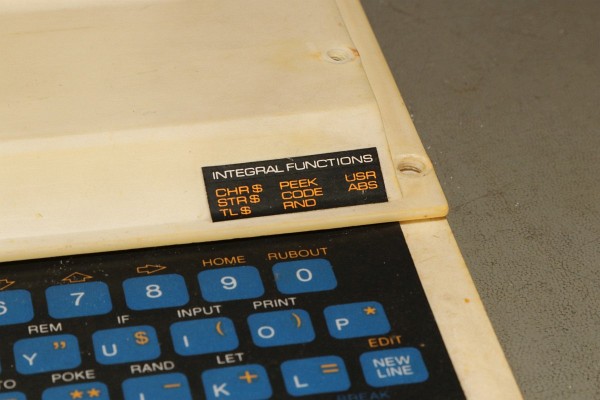 INTEGRAL FUNCTIONS
CHR$ PEEK USR
STR$ CODE ABS
TL$ RND
HOME RUBOUT
7 8 9 0
REM IF INPUT PRINT
Y " U $ I ( O ) P *
POKE RAND LET EDIT
** - K + L = NEW LINE
BREAK